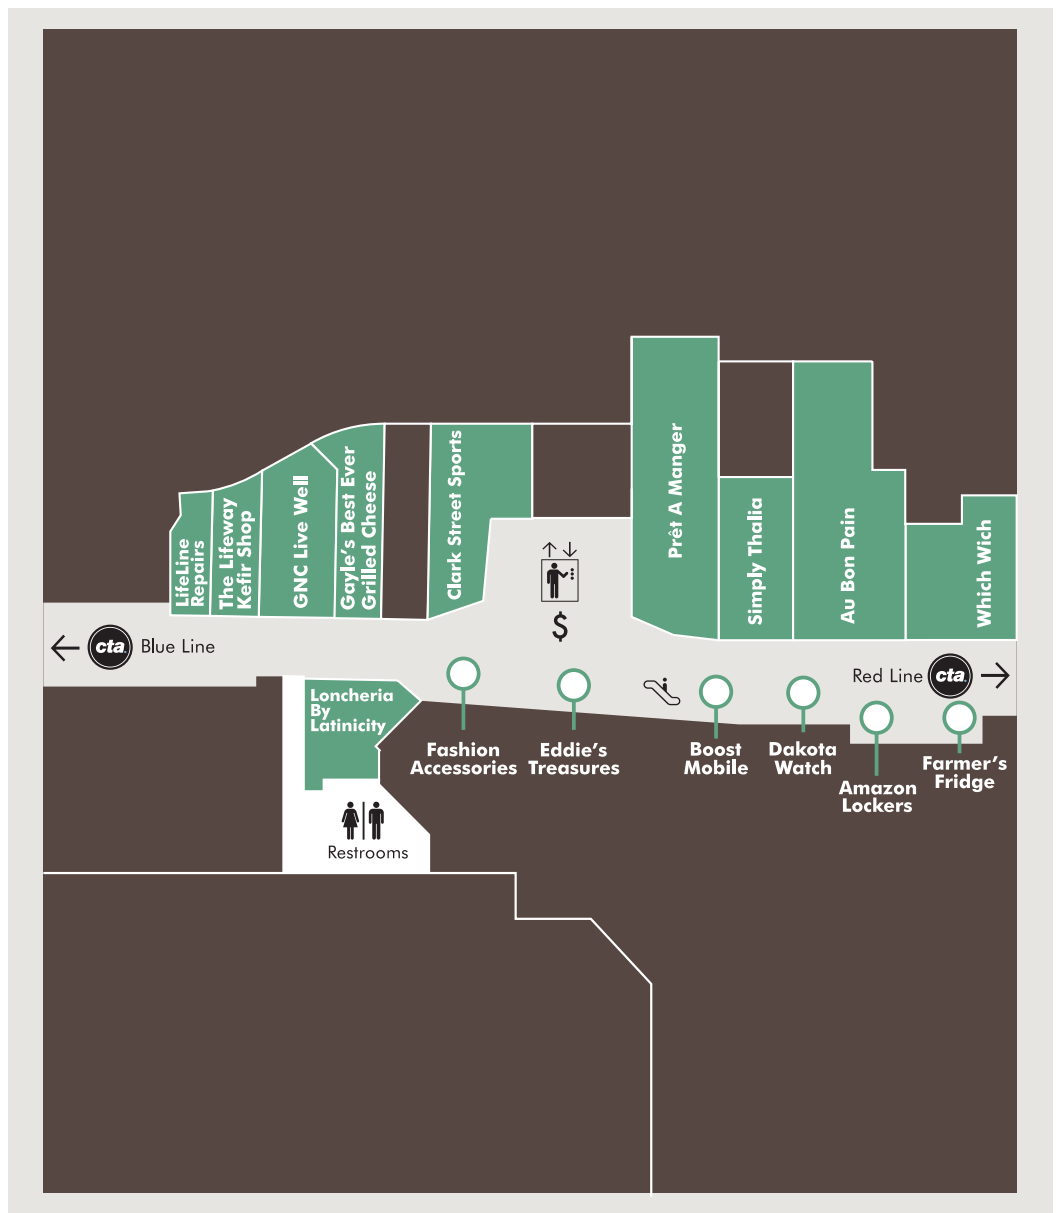 LifeLine
Repairs
The Lifeway
Kefir Shop
GNC Live Well
Gayle's Best Ever
Grilled Cheese
Clark Street Sports
$
Prêt A Manger
Simply Thalia
Au Bon Pain
Which Wich
cta
Blue Line
Red Line
cta
Loncheria
By
Latinicity
Fashion
Accessories
Eddie's
Treasures
Boost
Mobile
Dakota
Watch
Amazon
Lockers
Farmer's
Fridge
Restrooms